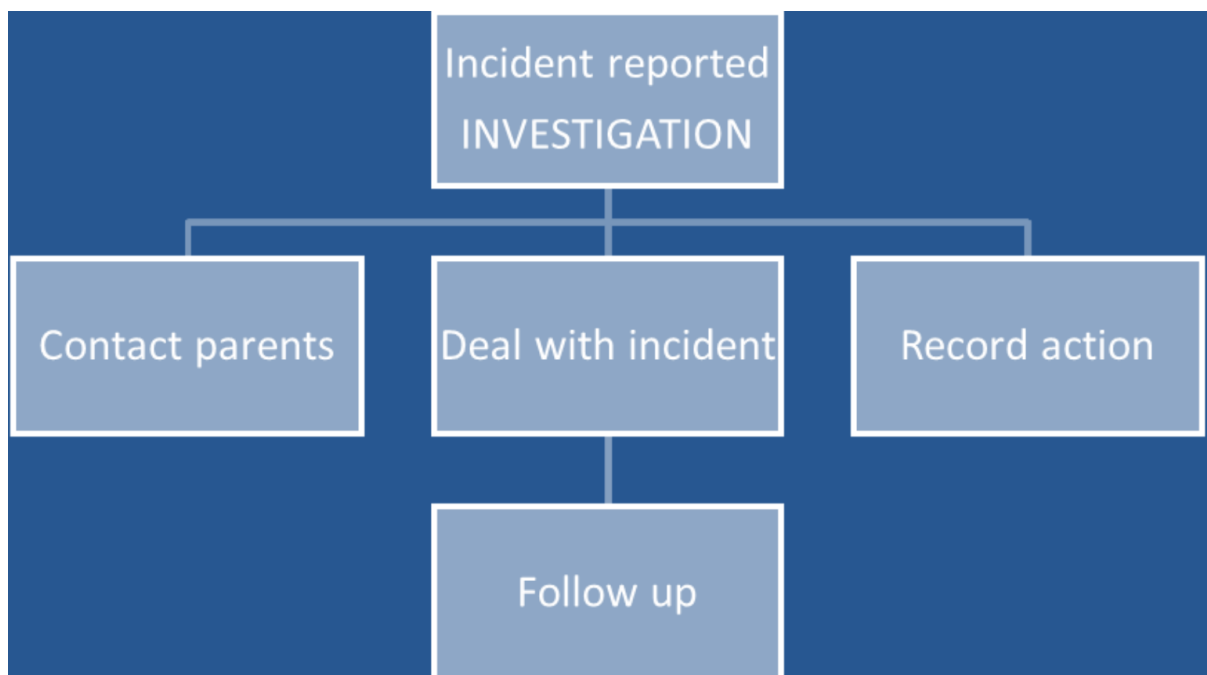 Incident reported
INVESTIGATION
Contact parents
Deal with incident
Record action
Follow up